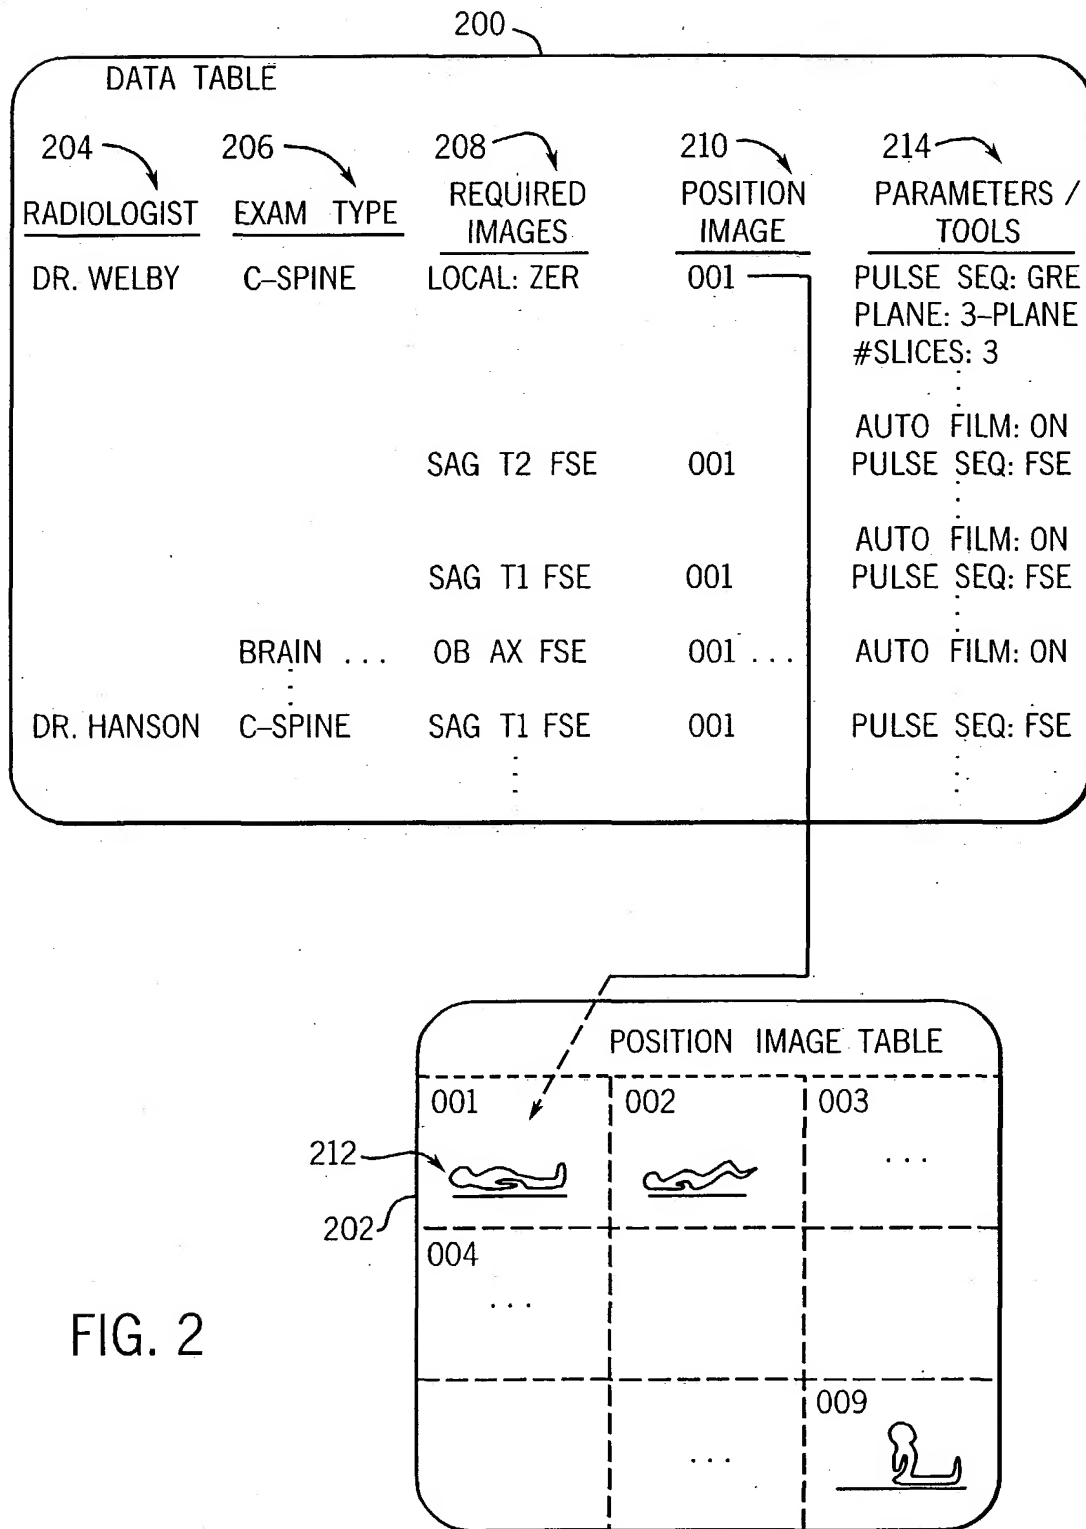 200
DATA TABLE
204 206 208 210 214
RADIOLOGIST EXAM TYPE REQUIRED IMAGES POSITION IMAGE PARAMETERS / TOOLS
DR. WELBY C-SPINE LOCAL: ZER 001 PULSE SEQ: GRE
PLANE: 3-PLANE
#SLICES: 3
AUTO FILM: ON
SAG T2 FSE 001 PULSE SEQ: FSE
AUTO FILM: ON
SAG T1 FSE 001 PULSE SEQ: FSE
BRAIN ... OB AX FSE 001 ... AUTO FILM: ON
DR. HANSON C-SPINE SAG T1 FSE 001 PULSE SEQ: FSE
POSITION IMAGE TABLE
001 002 003
...
212
202
004
...
009
...
FIG. 2